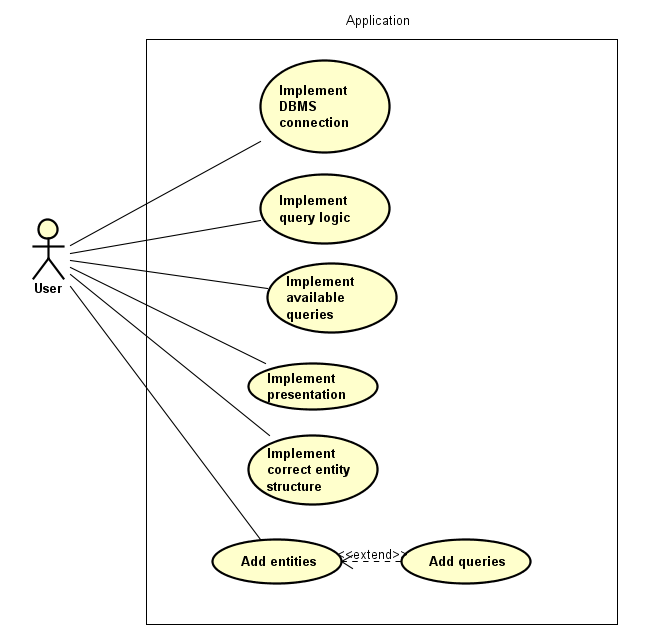 Application
Implement
DBMS
connection
Implement
query logic
User
Implement
available
queries
Implement
presentation
Implement
correct entity
structure
Add entities
<<extend>>
Add queries